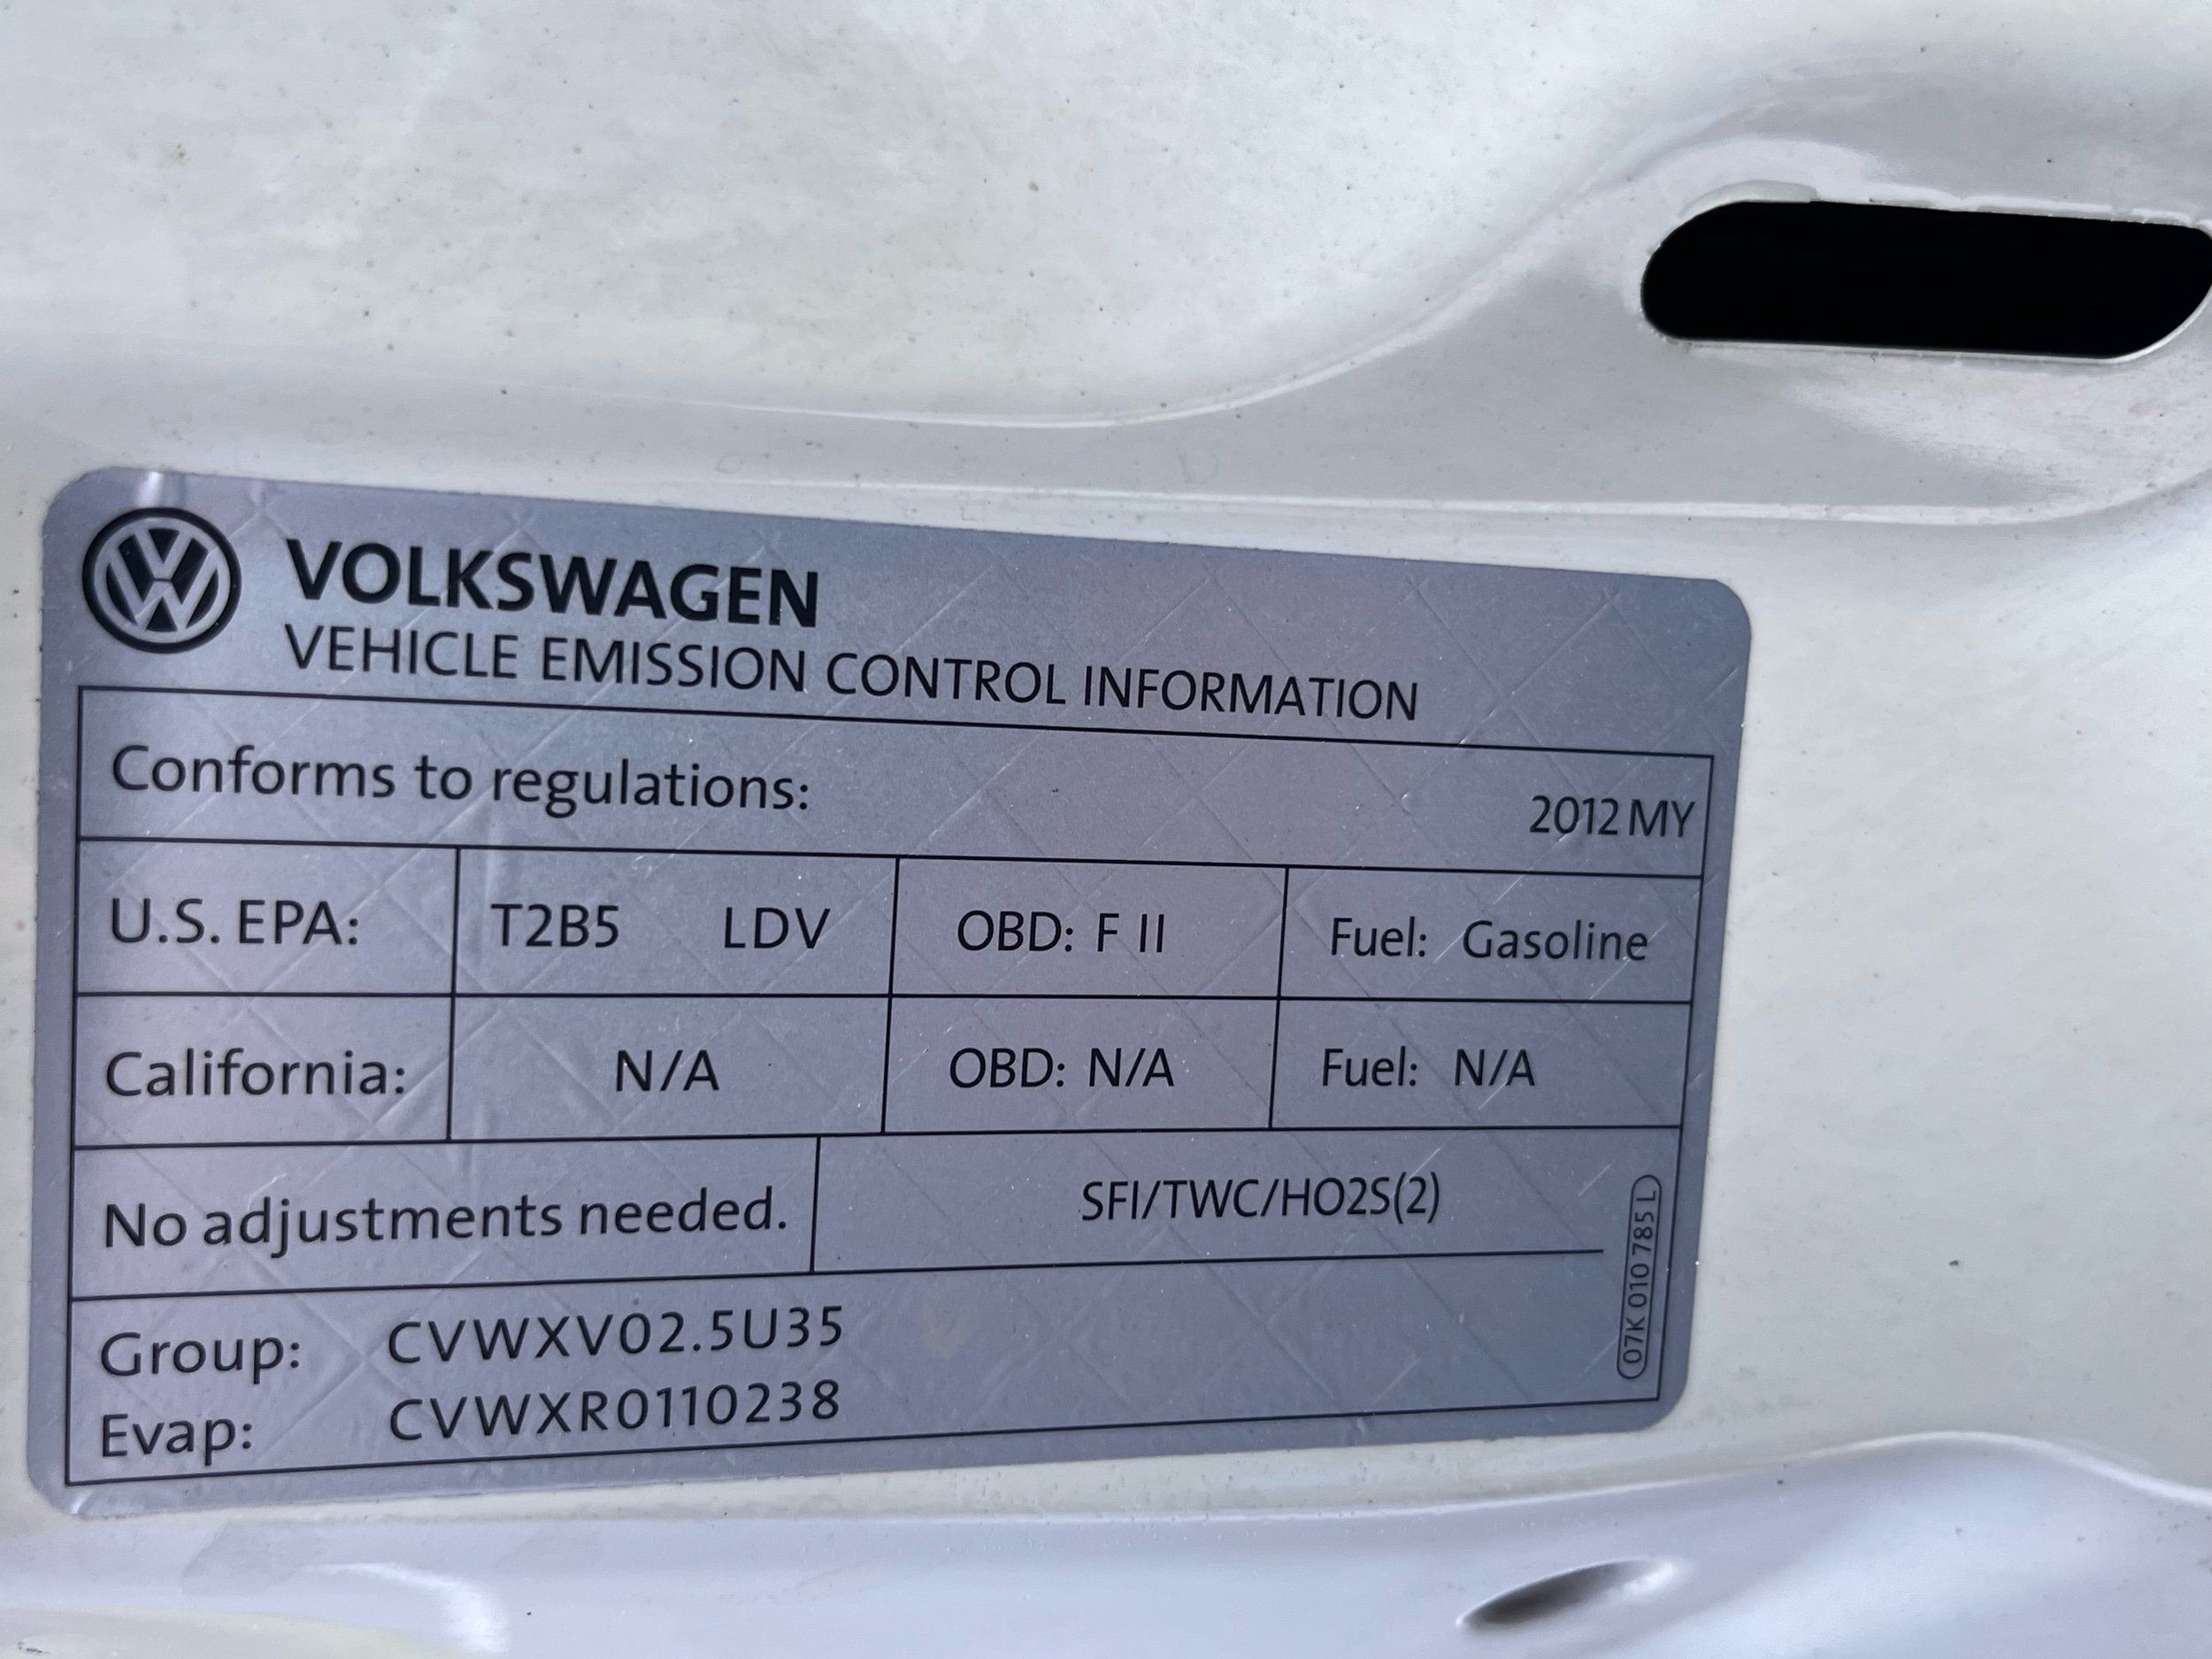 VOLKSWAGEN
VEHICLE EMISSION CONTROL INFORMATION
Conforms to regulations: 2012 MY
U.S. EPA: T2B5 LDV OBD: F II Fuel: Gasoline
California: N/A OBD: N/A Fuel: N/A
No adjustments needed. SFI/TWC/HO2S(2)
Group: CVWXV02.5U35
Evap: CVWXR0110238
07K 010 785 L